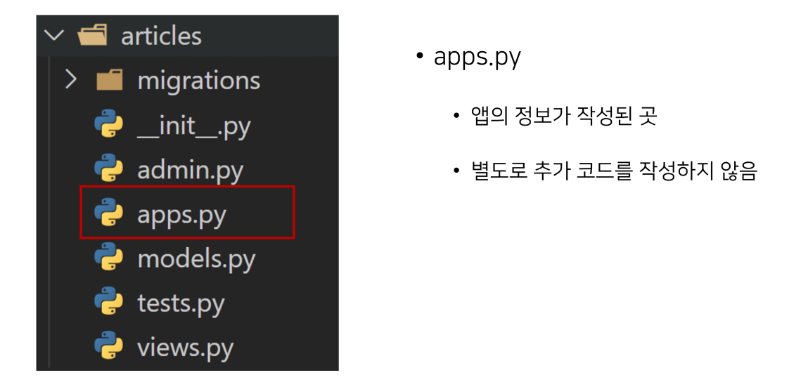 articles
migrations
__init__.py
admin.py
apps.py
models.py
tests.py
views.py
• apps.py
• 앱의 정보가 작성된 곳
• 별도로 추가 코드를 작성하지 않음